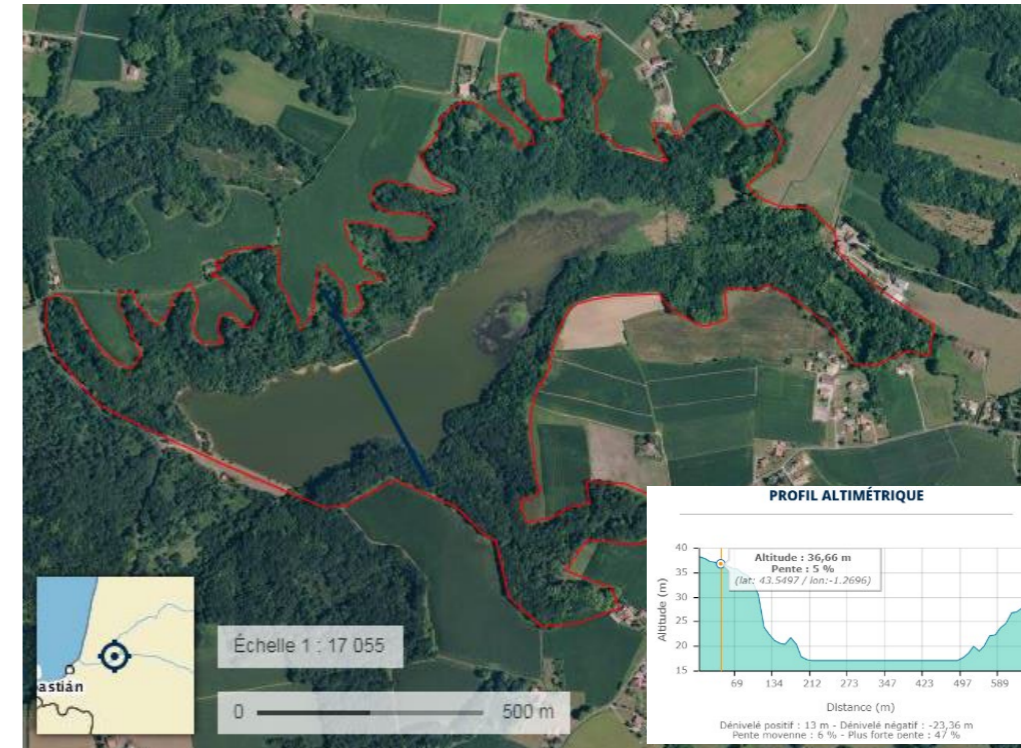 astián
Échelle 1 : 17 055
0 500 m
PROFIL ALTIMÉTRIQUE
Altitude : 36,66 m
Pente : 5 %
(lat: 43.5497 / lon:-1.2696)
Altitude (m)
40
35
30
25
20
15
69 134 212 273 347 423 497 589
Distance (m)
Dénivelé positif : 13 m - Dénivelé négatif : -23,36 m
Pente moyenne : 6 % - Plus forte pente : 47 %